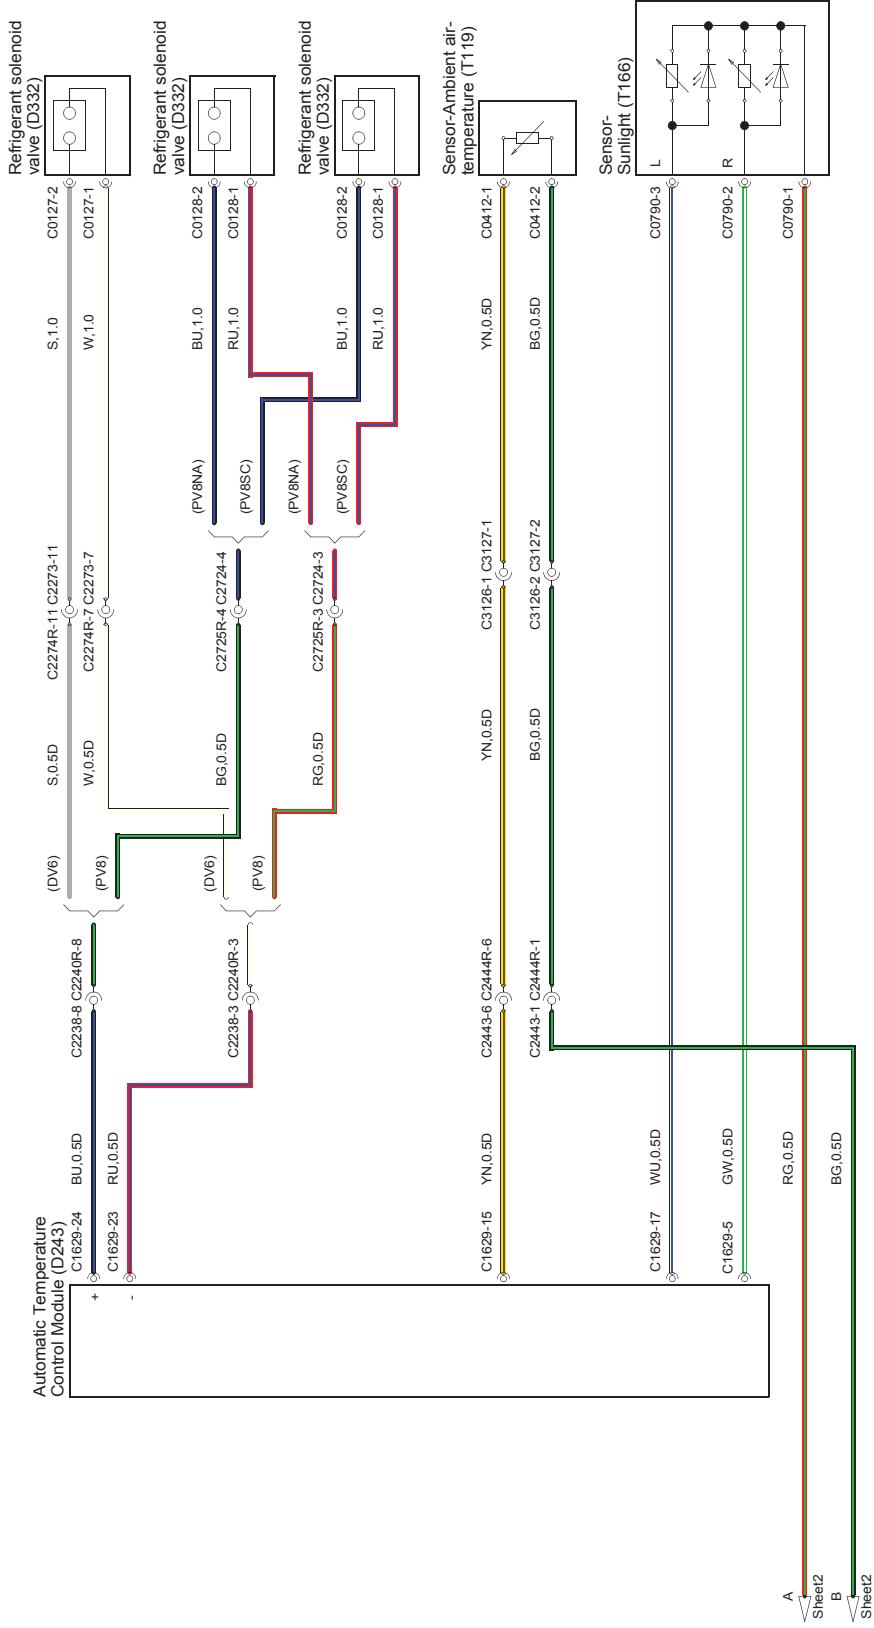 Refrigerant solenoid
valve (D332)
Refrigerant solenoid
valve (D332)
Refrigerant solenoid
valve (D332)
Sensor-Ambient air-
temperature (T119)
Sensor-
Sunlight (T166)
L
R
C0127-2
C0127-1
C0128-2
C0128-1
C0128-2
C0128-1
C0412-1
C0412-2
C0790-3
C0790-2
C0790-1
S,1.0
W,1.0
BU,1.0
RU,1.0
BU,1.0
RU,1.0
YN,0.5D
BG,0.5D
(PV8NA)
(PV8SC)
(PV8NA)
(PV8SC)
C2274R-11 C2273-11
C2274R-7 C2273-7
C2725R-4 C2724-4
C2725R-3 C2724-3
C3126-1 C3127-1
C3126-2 C3127-2
S,0.5D
W,0.5D
BG,0.5D
RG,0.5D
YN,0.5D
BG,0.5D
(DV6)
(PV8)
(DV6)
(PV8)
C2238-8 C2240R-8
C2238-3 C2240R-3
C2443-6 C2444R-6
C2443-1 C2444R-1
BU,0.5D
RU,0.5D
YN,0.5D
WU,0.5D
GW,0.5D
RG,0.5D
BG,0.5D
C1629-24
C1629-23
C1629-15
C1629-17
C1629-5
Automatic Temperature
Control Module (D243)
+
-
A
Sheet2
B
Sheet2